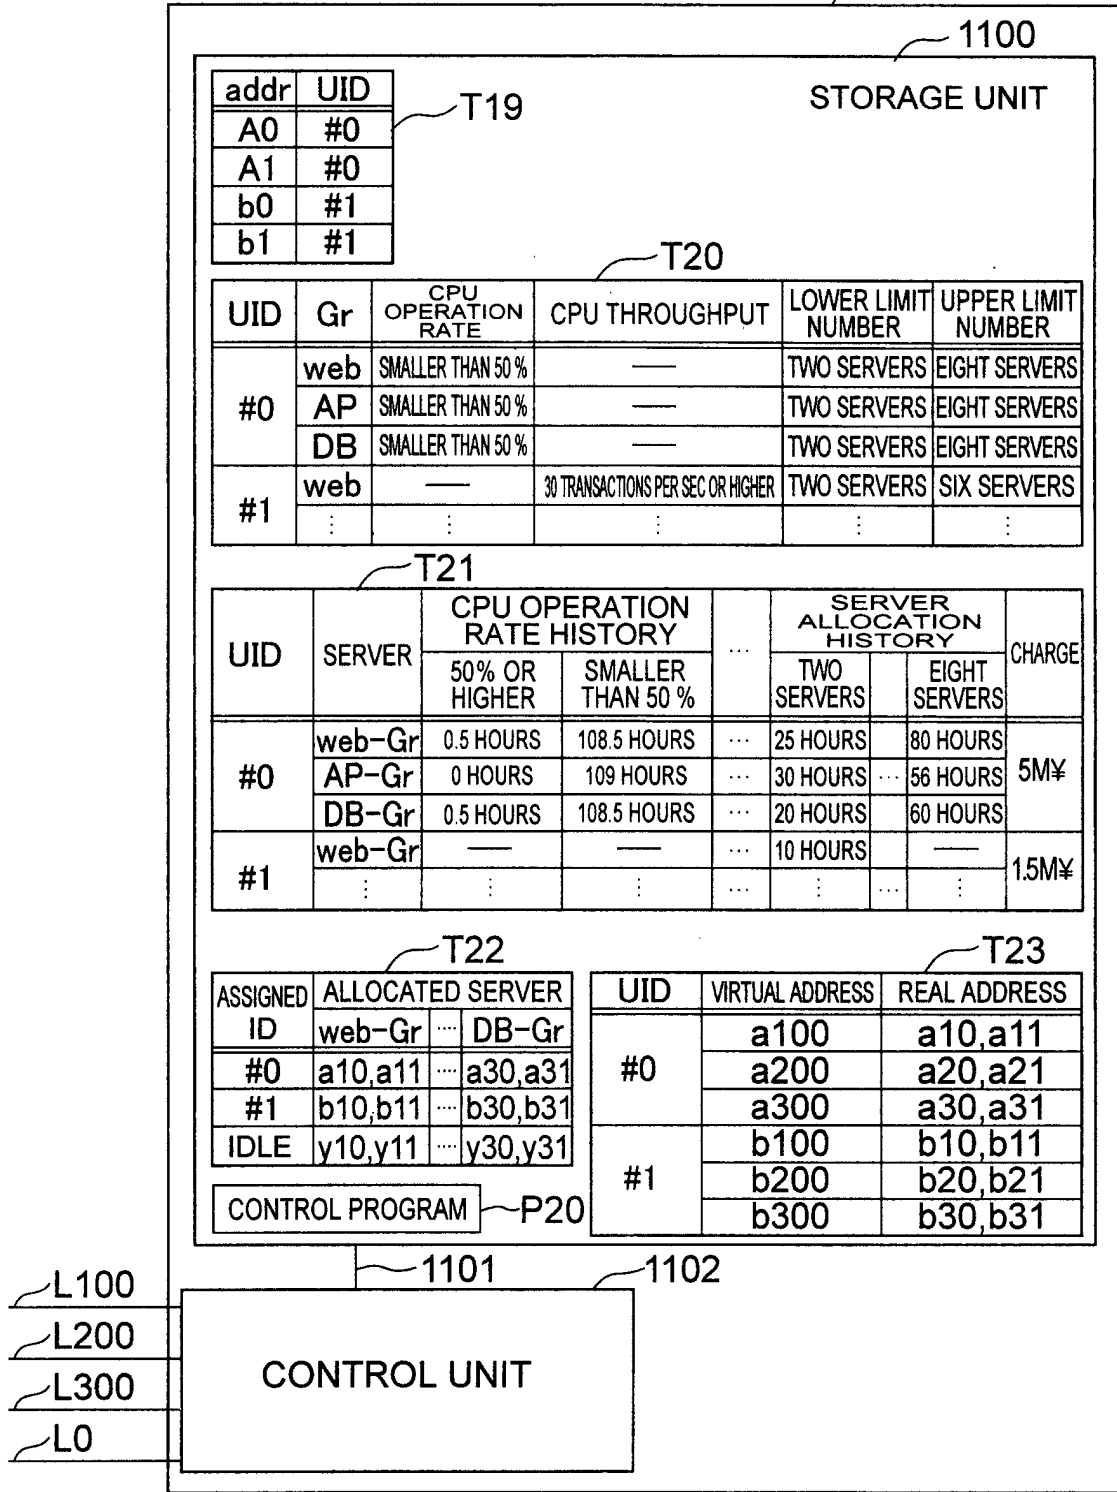 1100
STORAGE UNIT
addr UID
T19
A0 #0
A1 #0
b0 #1
b1 #1
T20
UID Gr CPU OPERATION RATE CPU THROUGHPUT LOWER LIMIT NUMBER UPPER LIMIT NUMBER
#0 web SMALLER THAN 50 % — TWO SERVERS EIGHT SERVERS
AP SMALLER THAN 50 % — TWO SERVERS EIGHT SERVERS
DB SMALLER THAN 50 % — TWO SERVERS EIGHT SERVERS
#1 web — 30 TRANSACTIONS PER SEC OR HIGHER TWO SERVERS SIX SERVERS
⋮ ⋮ ⋮ ⋮ ⋮
T21
UID SERVER CPU OPERATION RATE HISTORY ... SERVER ALLOCATION HISTORY CHARGE
50% OR HIGHER SMALLER THAN 50 % TWO SERVERS EIGHT SERVERS
#0 web-Gr 0.5 HOURS 108.5 HOURS ... 25 HOURS 80 HOURS 5M¥
AP-Gr 0 HOURS 109 HOURS ... 30 HOURS ... 56 HOURS
DB-Gr 0.5 HOURS 108.5 HOURS ... 20 HOURS 60 HOURS
#1 web-Gr — — ... 10 HOURS — 1.5M¥
⋮ ⋮ ⋮ ... ⋮ ... ⋮
T22
ASSIGNED ID ALLOCATED SERVER
web-Gr .... DB-Gr
#0 a10,a11 .... a30,a31
#1 b10,b11 .... b30,b31
IDLE y10,y11 .... y30,y31
CONTROL PROGRAM P20
T23
UID VIRTUAL ADDRESS REAL ADDRESS
#0 a100 a10,a11
a200 a20,a21
a300 a30,a31
#1 b100 b10,b11
b200 b20,b21
b300 b30,b31
1101
1102
L100
L200
L300
L0
CONTROL UNIT